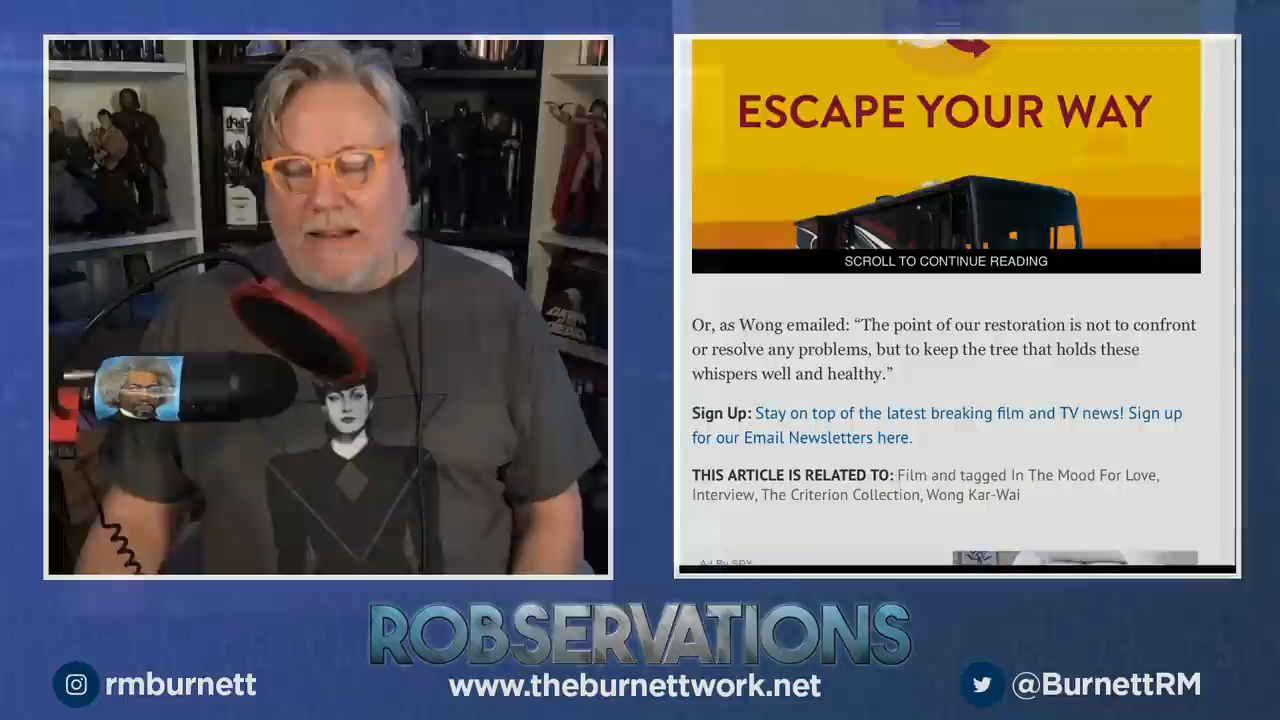 ESCAPE YOUR WAY
SCROLL TO CONTINUE READING
Or, as Wong emailed: “The point of our restoration is not to confront
or resolve any problems, but to keep the tree that holds these
whispers well and healthy.”
Sign Up: Stay on top of the latest breaking film and TV news! Sign up
for our Email Newsletters here.
THIS ARTICLE IS RELATED TO: Film and tagged In The Mood For Love,
Interview, The Criterion Collection, Wong Kar-Wai
ROBSERVATIONS
rmburnett
www.theburnettwork.net
@BurnettRM